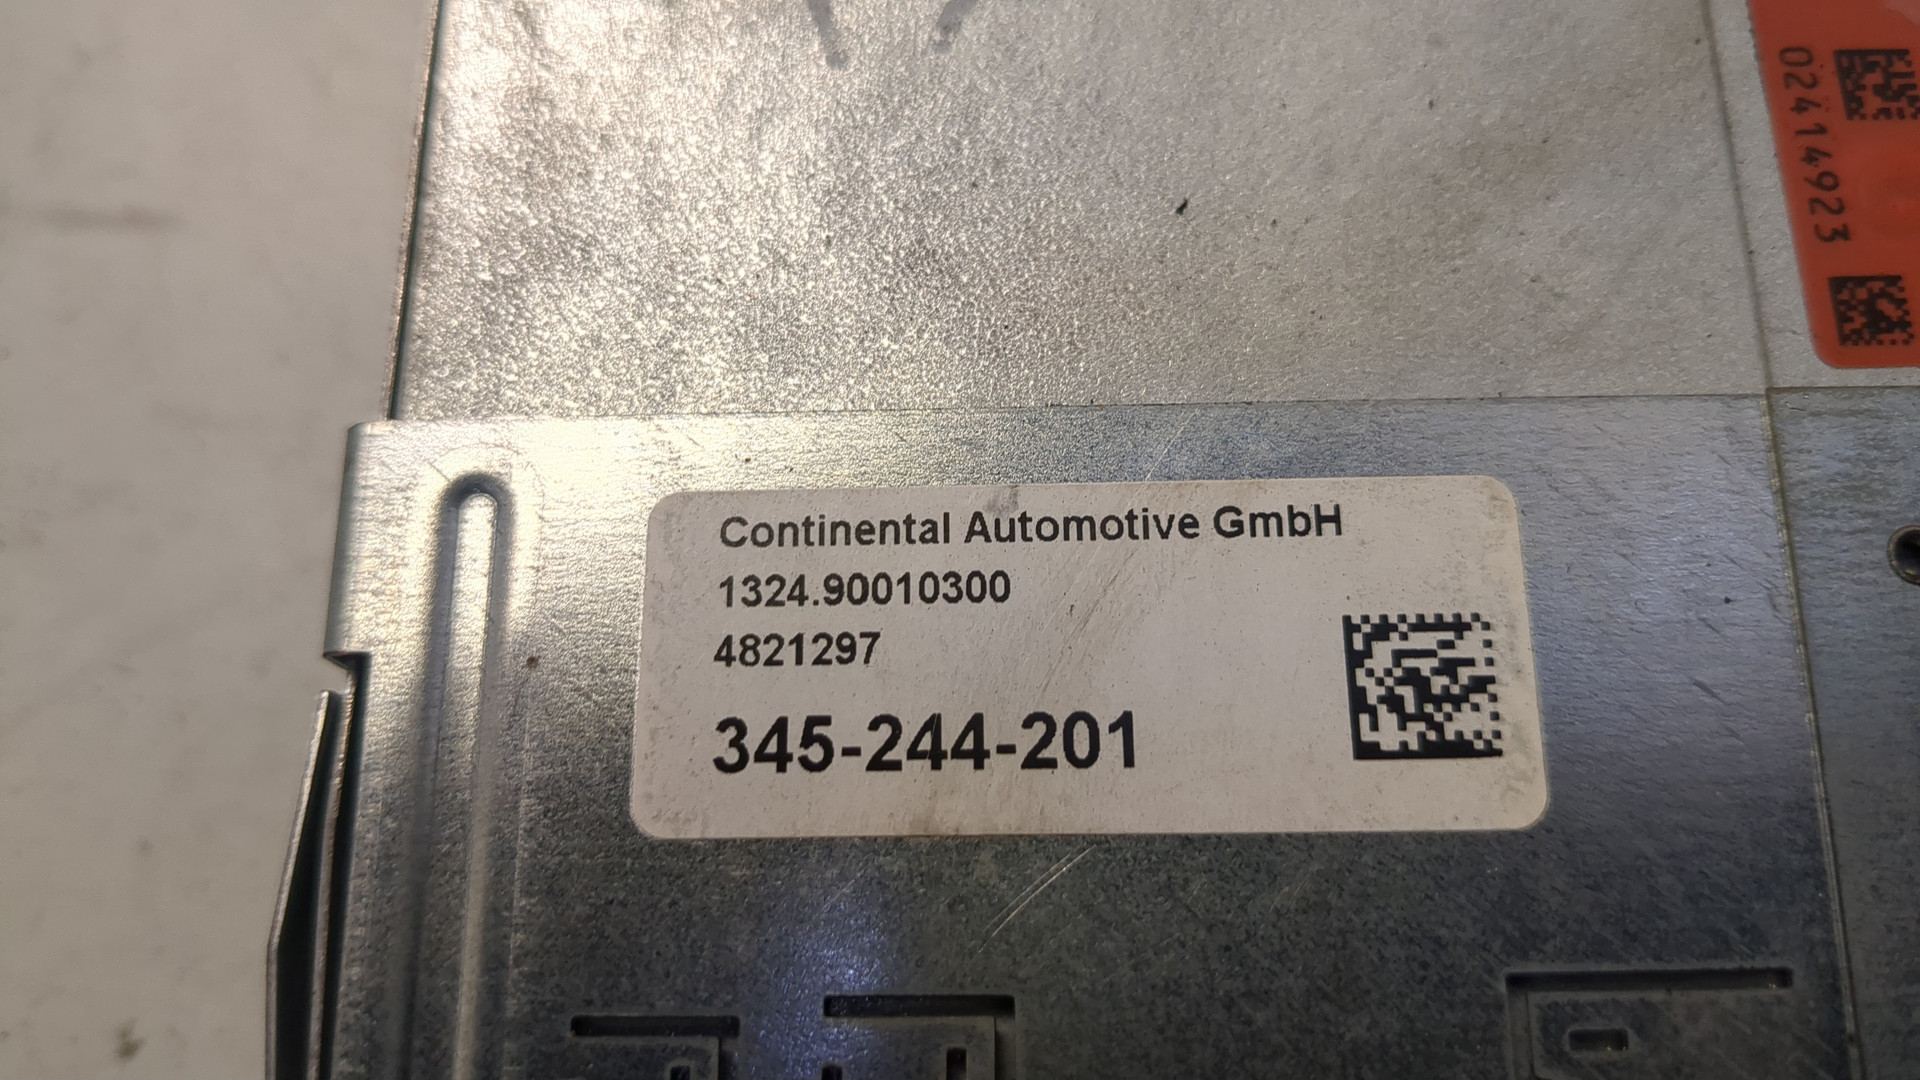 Continental Automotive GmbH
1324.90010300
4821297
345-244-201
02414923